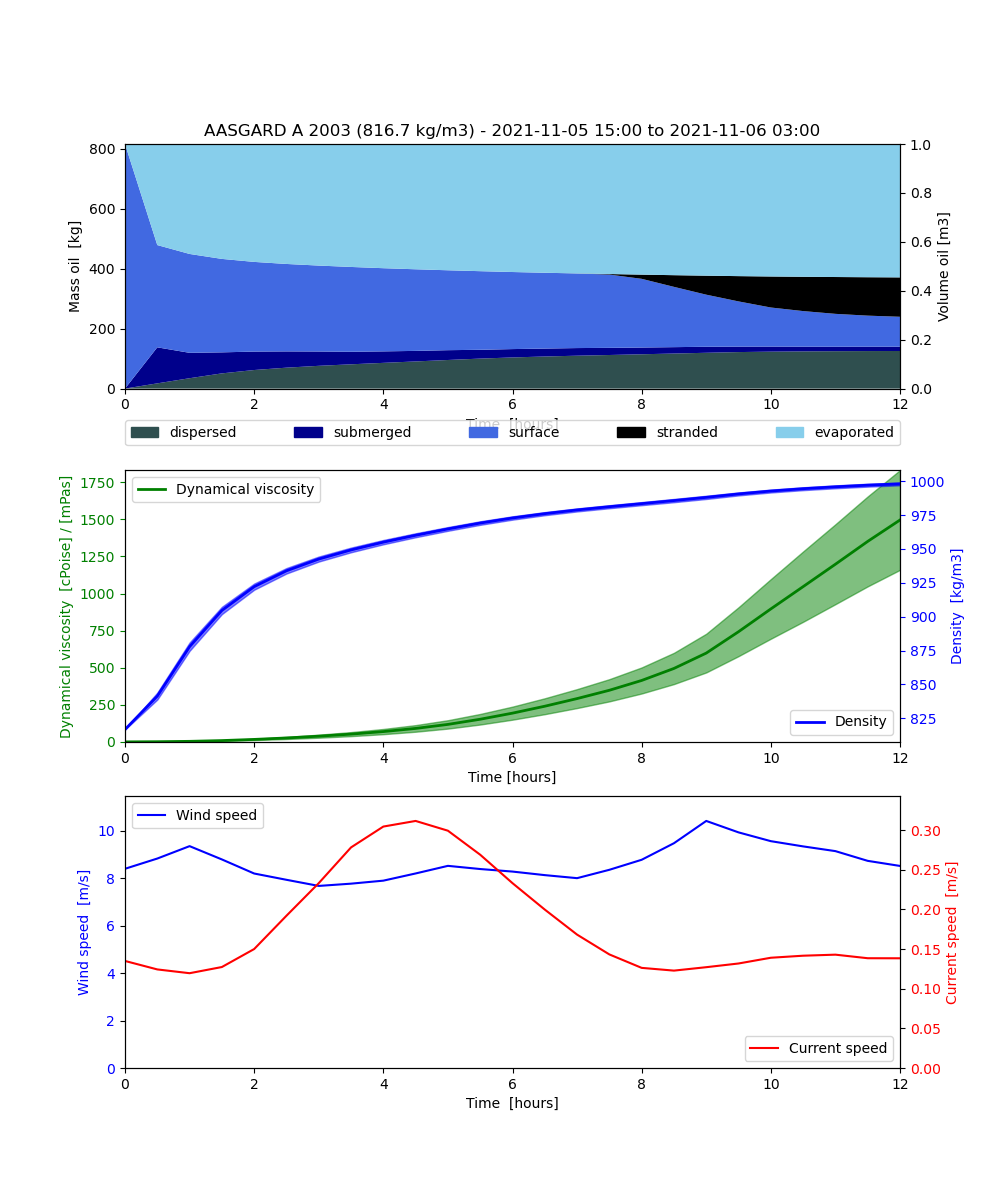 AASGARD A 2003 (816.7 kg/m3) - 2021-11-05 15:00 to 2021-11-06 03:00
Mass oil [kg]
800
600
400
200
0
1.0
0.8
0.6
0.4
0.2
0.0
Volume oil [m3]
0 2 4 6 8 10 12
Time [hours]
dispersed submerged surface stranded evaporated
Dynamical viscosity [cPoise] / [mPas]
1750
1500
1250
1000
750
500
250
0
Dynamical viscosity
1000
975
950
925
900
875
850
825
Density [kg/m3]
Density
0 2 4 6 8 10 12
Time [hours]
Wind speed [m/s]
10
8
6
4
2
0
Wind speed
0.30
0.25
0.20
0.15
0.10
0.05
0.00
Current speed [m/s]
Current speed
0 2 4 6 8 10 12
Time [hours]